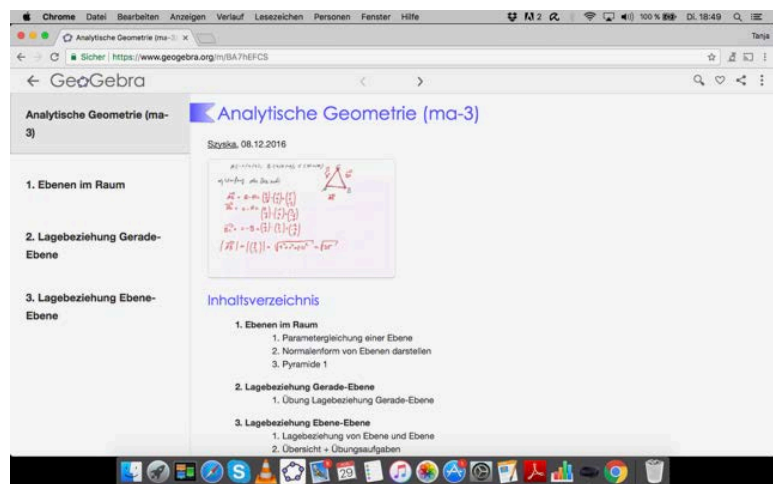 Chrome Datei Bearbeiten Anzeigen Verlauf Lesezeichen Personen Fenster Hilfe 2 100 % Di. 18:49
Analytische Geometrie (ma-3) Tanja
Sicher https://www.geogebra.org/m/BA7hEFCS
GeoGebra
Analytische Geometrie (ma-3)
1. Ebenen im Raum
2. Lagebeziehung Gerade-
Ebene
3. Lagebeziehung Ebene-
Ebene
Analytische Geometrie (ma-3)
Szyska, 08.12.2016
Inhaltsverzeichnis
1. Ebenen im Raum
1. Parametergleichung einer Ebene
2. Normalenform von Ebenen darstellen
3. Pyramide 1
2. Lagebeziehung Gerade-Ebene
1. Übung Lagebeziehung Gerade-Ebene
3. Lagebeziehung Ebene-Ebene
1. Lagebeziehung von Ebene und Ebene
2. Übersicht + Übungsaufgaben
29